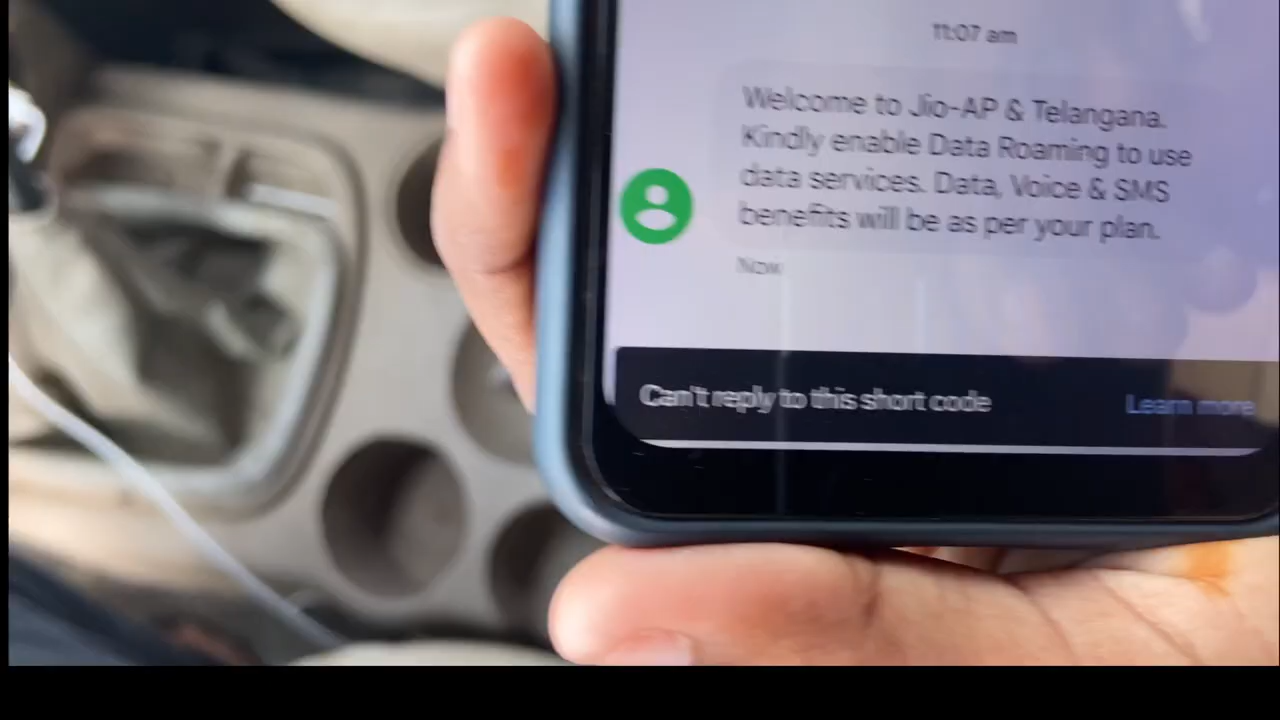 11:07 am
Welcome to Jio-AP & Telangana.
Kindly enable Data Roaming to use
data services. Data, Voice & SMS
benefits will be as per your plan.
Now
Can't reply to this short code Learn more